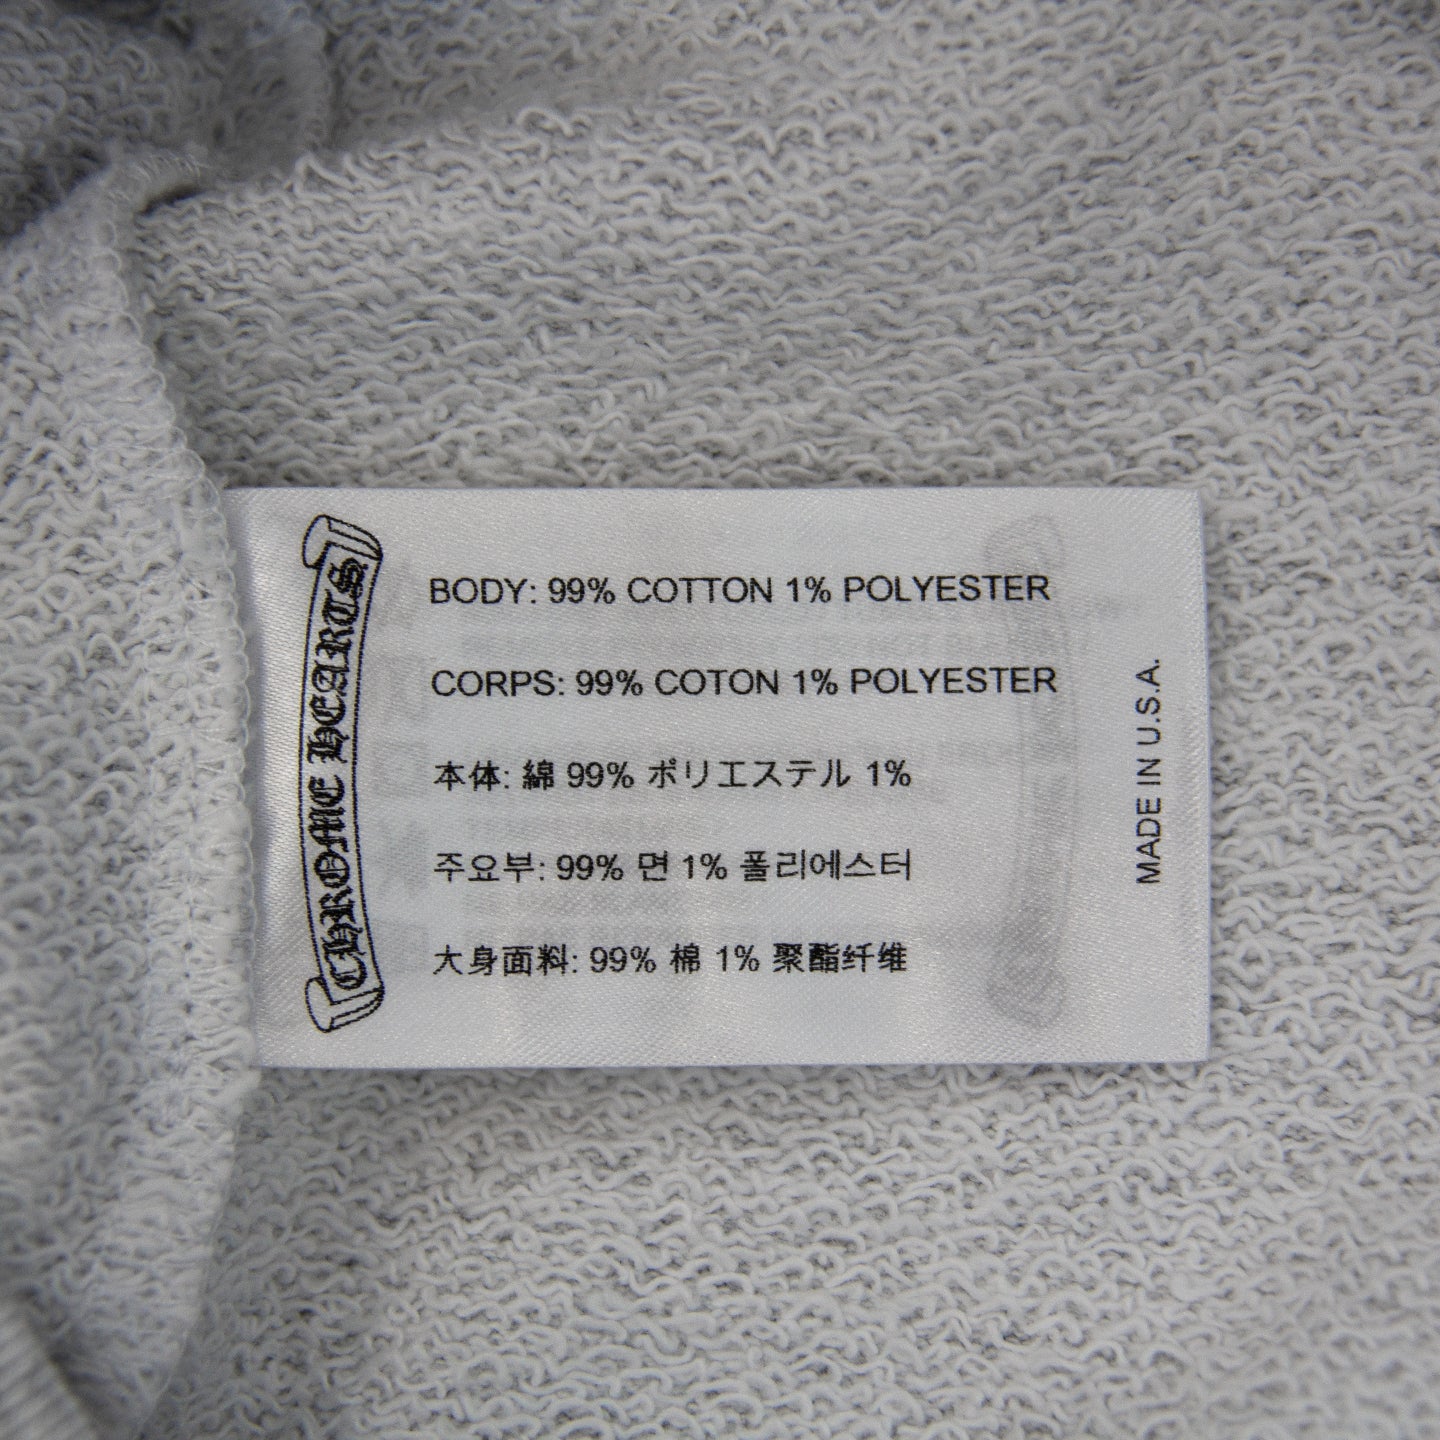 CHROME HEARTS
BODY: 99% COTTON 1% POLYESTER
CORPS: 99% COTON 1% POLYESTER
本体: 綿 99% ポリエステル 1%
주요부: 99% 면 1% 폴리에스터
大身面料: 99% 棉 1% 聚酯纤维
MADE IN U.S.A.